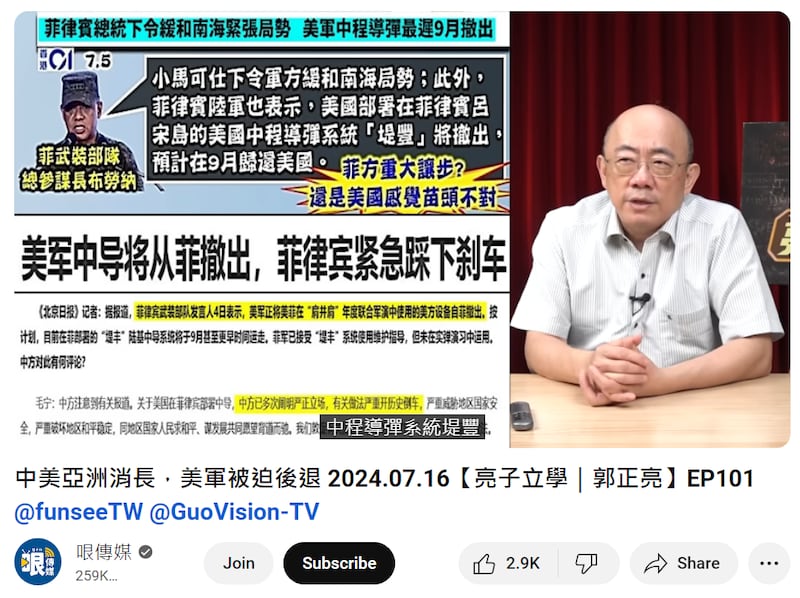 菲律賓總統下令緩和南海緊張局勢 美軍中程導彈最遲9月撤出
香港01 7.5
小馬可仕下令軍方緩和南海局勢；此外，
菲律賓陸軍也表示，美國部署在菲律賓呂
宋島的美國中程導彈系統「堤豐」將撤出，
預計在9月歸還美國。
菲武裝部隊
總參謀長布勞納
菲方重大讓步?
還是美國感覺苗頭不對
美军中导将从菲撤出，菲律宾紧急踩下刹车
《北京日报》记者：据报道，菲律宾武装部队发言人4日表示，美军正将美菲在“肩并肩”年度联合军演中使用的美方设备自菲撤出。按
计划，目前在菲部署的“堤丰”陆基中导系统将于9月甚至更早时间运走。菲军已接受“堤丰”系统使用维护指导，但未在实弹演习中运用。
中方对此有何评论？
毛宁：中方注意到有关报道。关于美国在菲律宾部署中导，中方已多次阐明严正立场，有关做法严重开历史倒车，严重威胁地区国家安
全，严重破坏地区和平稳定，同地区国家人民求和平、谋发展共同愿望背道而驰。我们敦
中程導彈系統堤豐
中美亞洲消長，美軍被迫後退 2024.07.16【亮子立學｜郭正亮】EP101
@funseeTW @GuoVision-TV
哏傳媒
259K...
Join
Subscribe
2.9K
Share